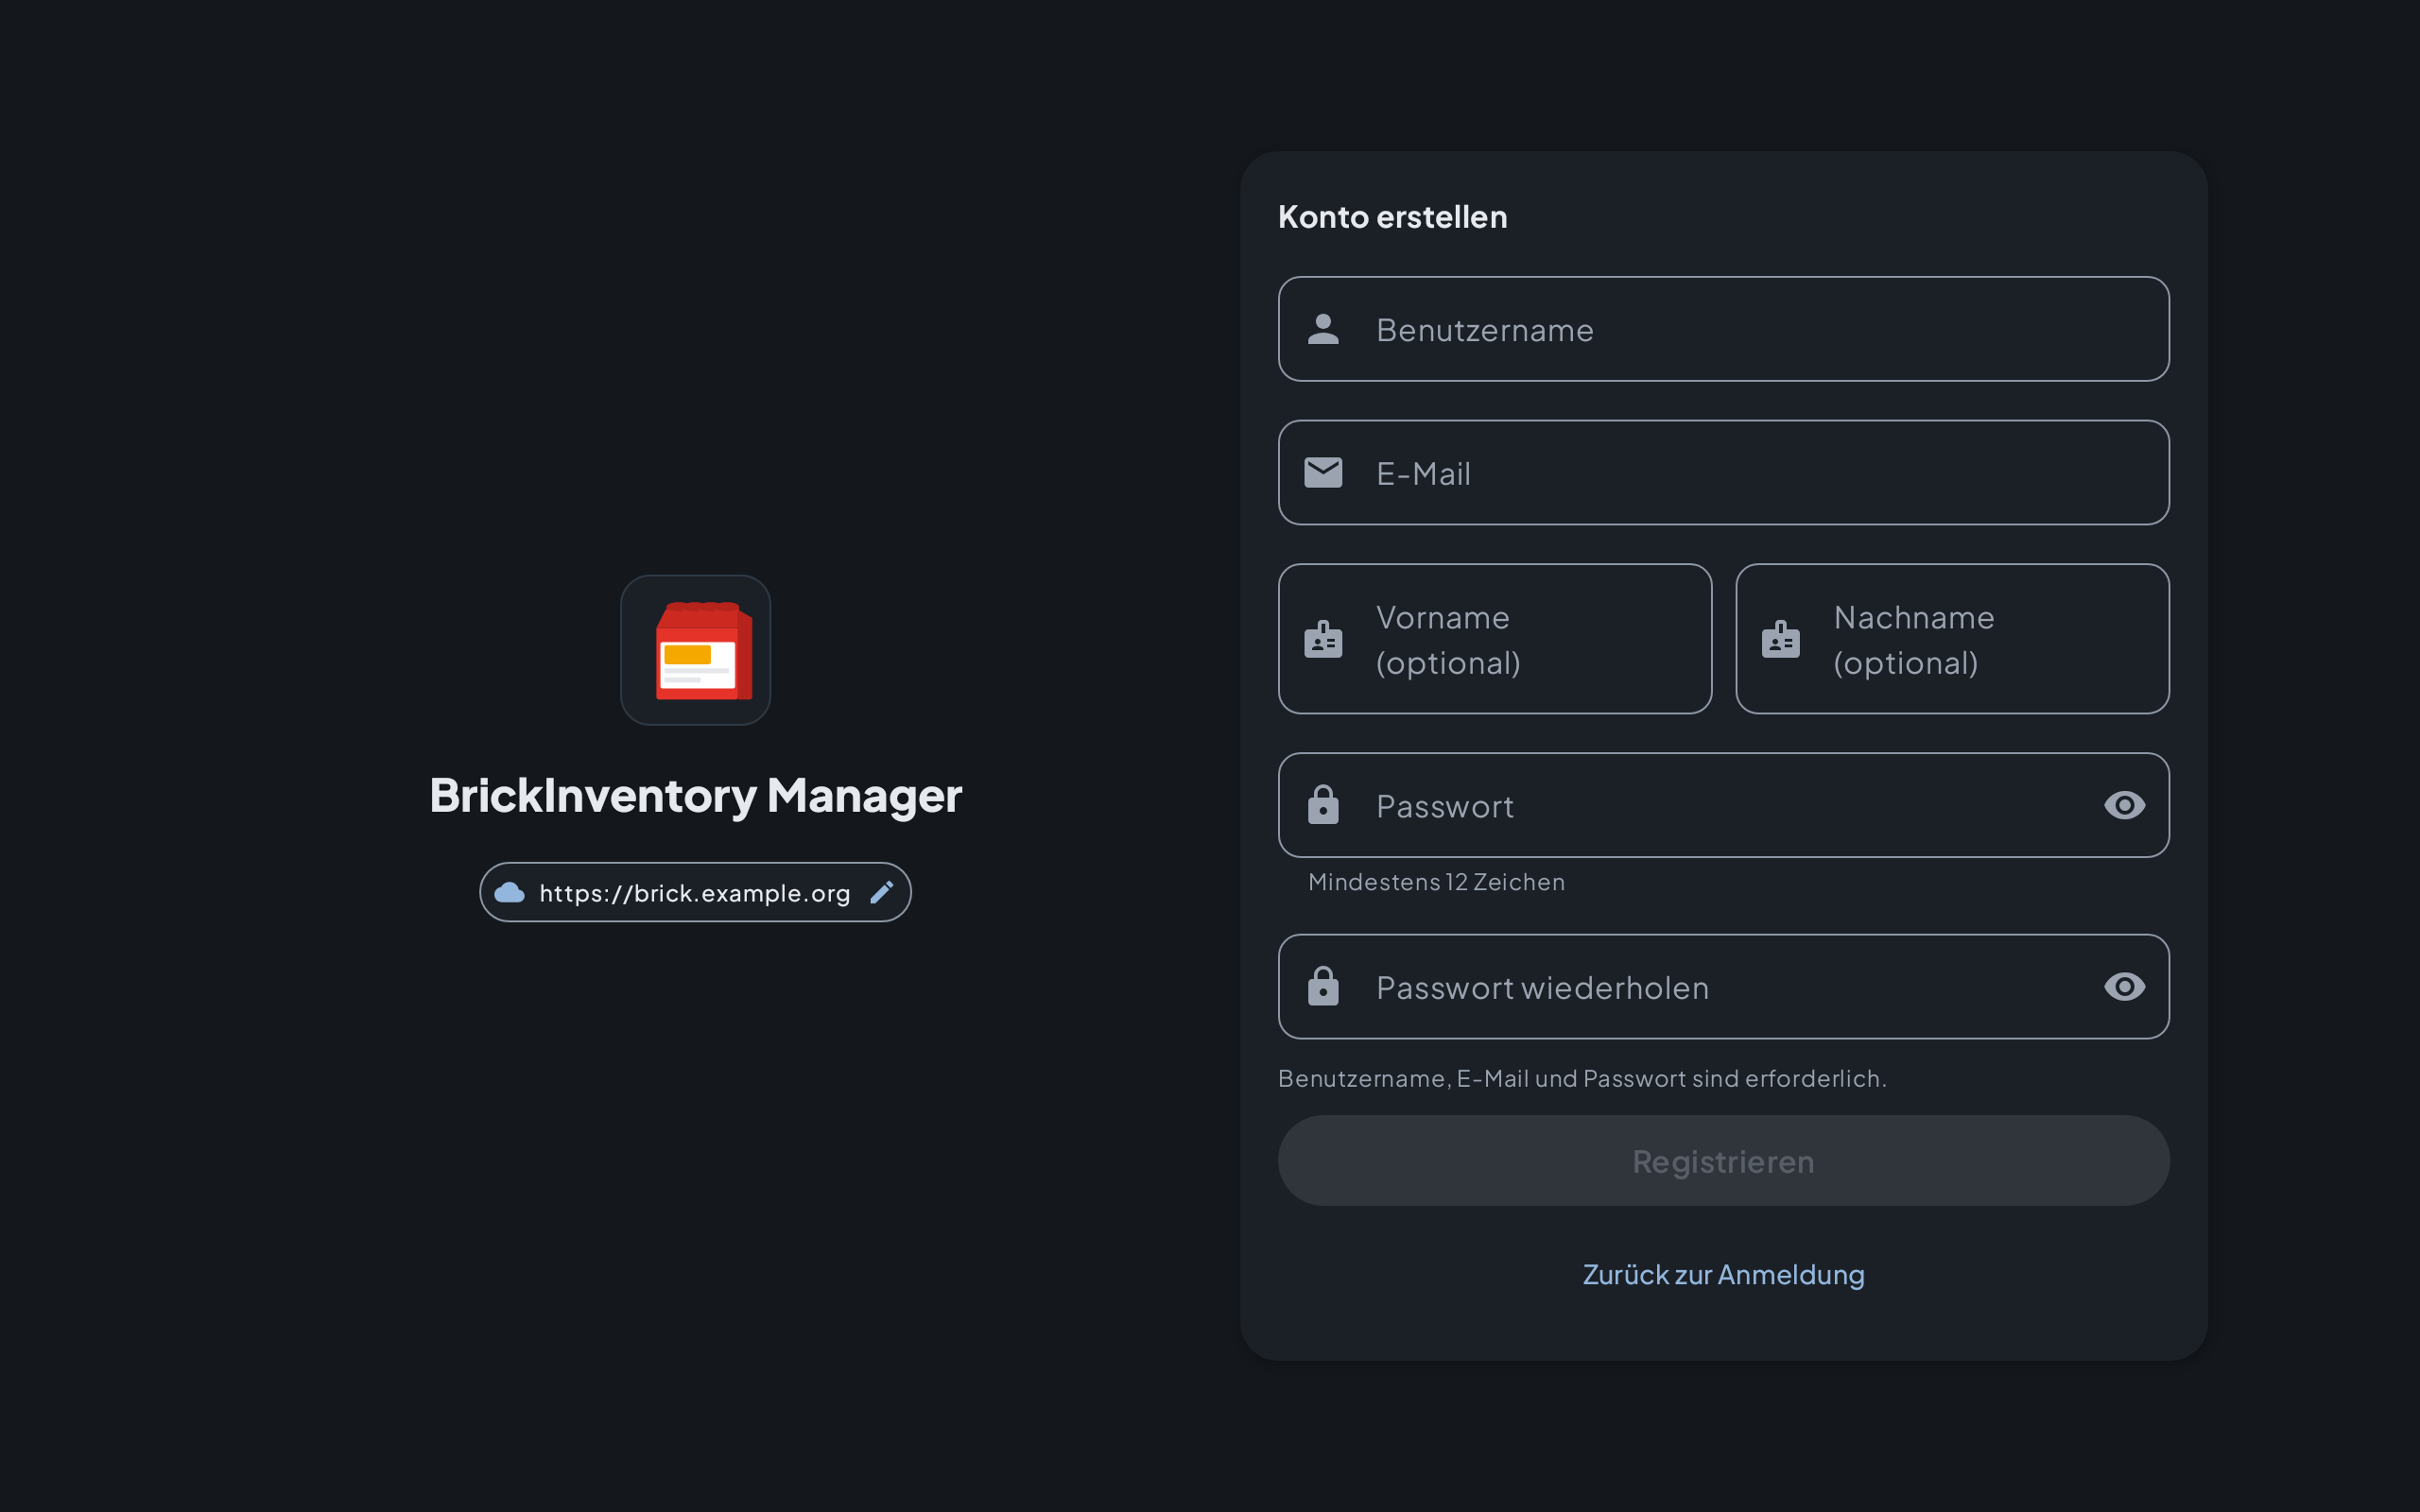 BrickInventory Manager
https://brick.example.org
Konto erstellen
Benutzername
E-Mail
Vorname
(optional)
Nachname
(optional)
Passwort
Mindestens 12 Zeichen
Passwort wiederholen
Benutzername, E-Mail und Passwort sind erforderlich.
Registrieren
Zurück zur Anmeldung